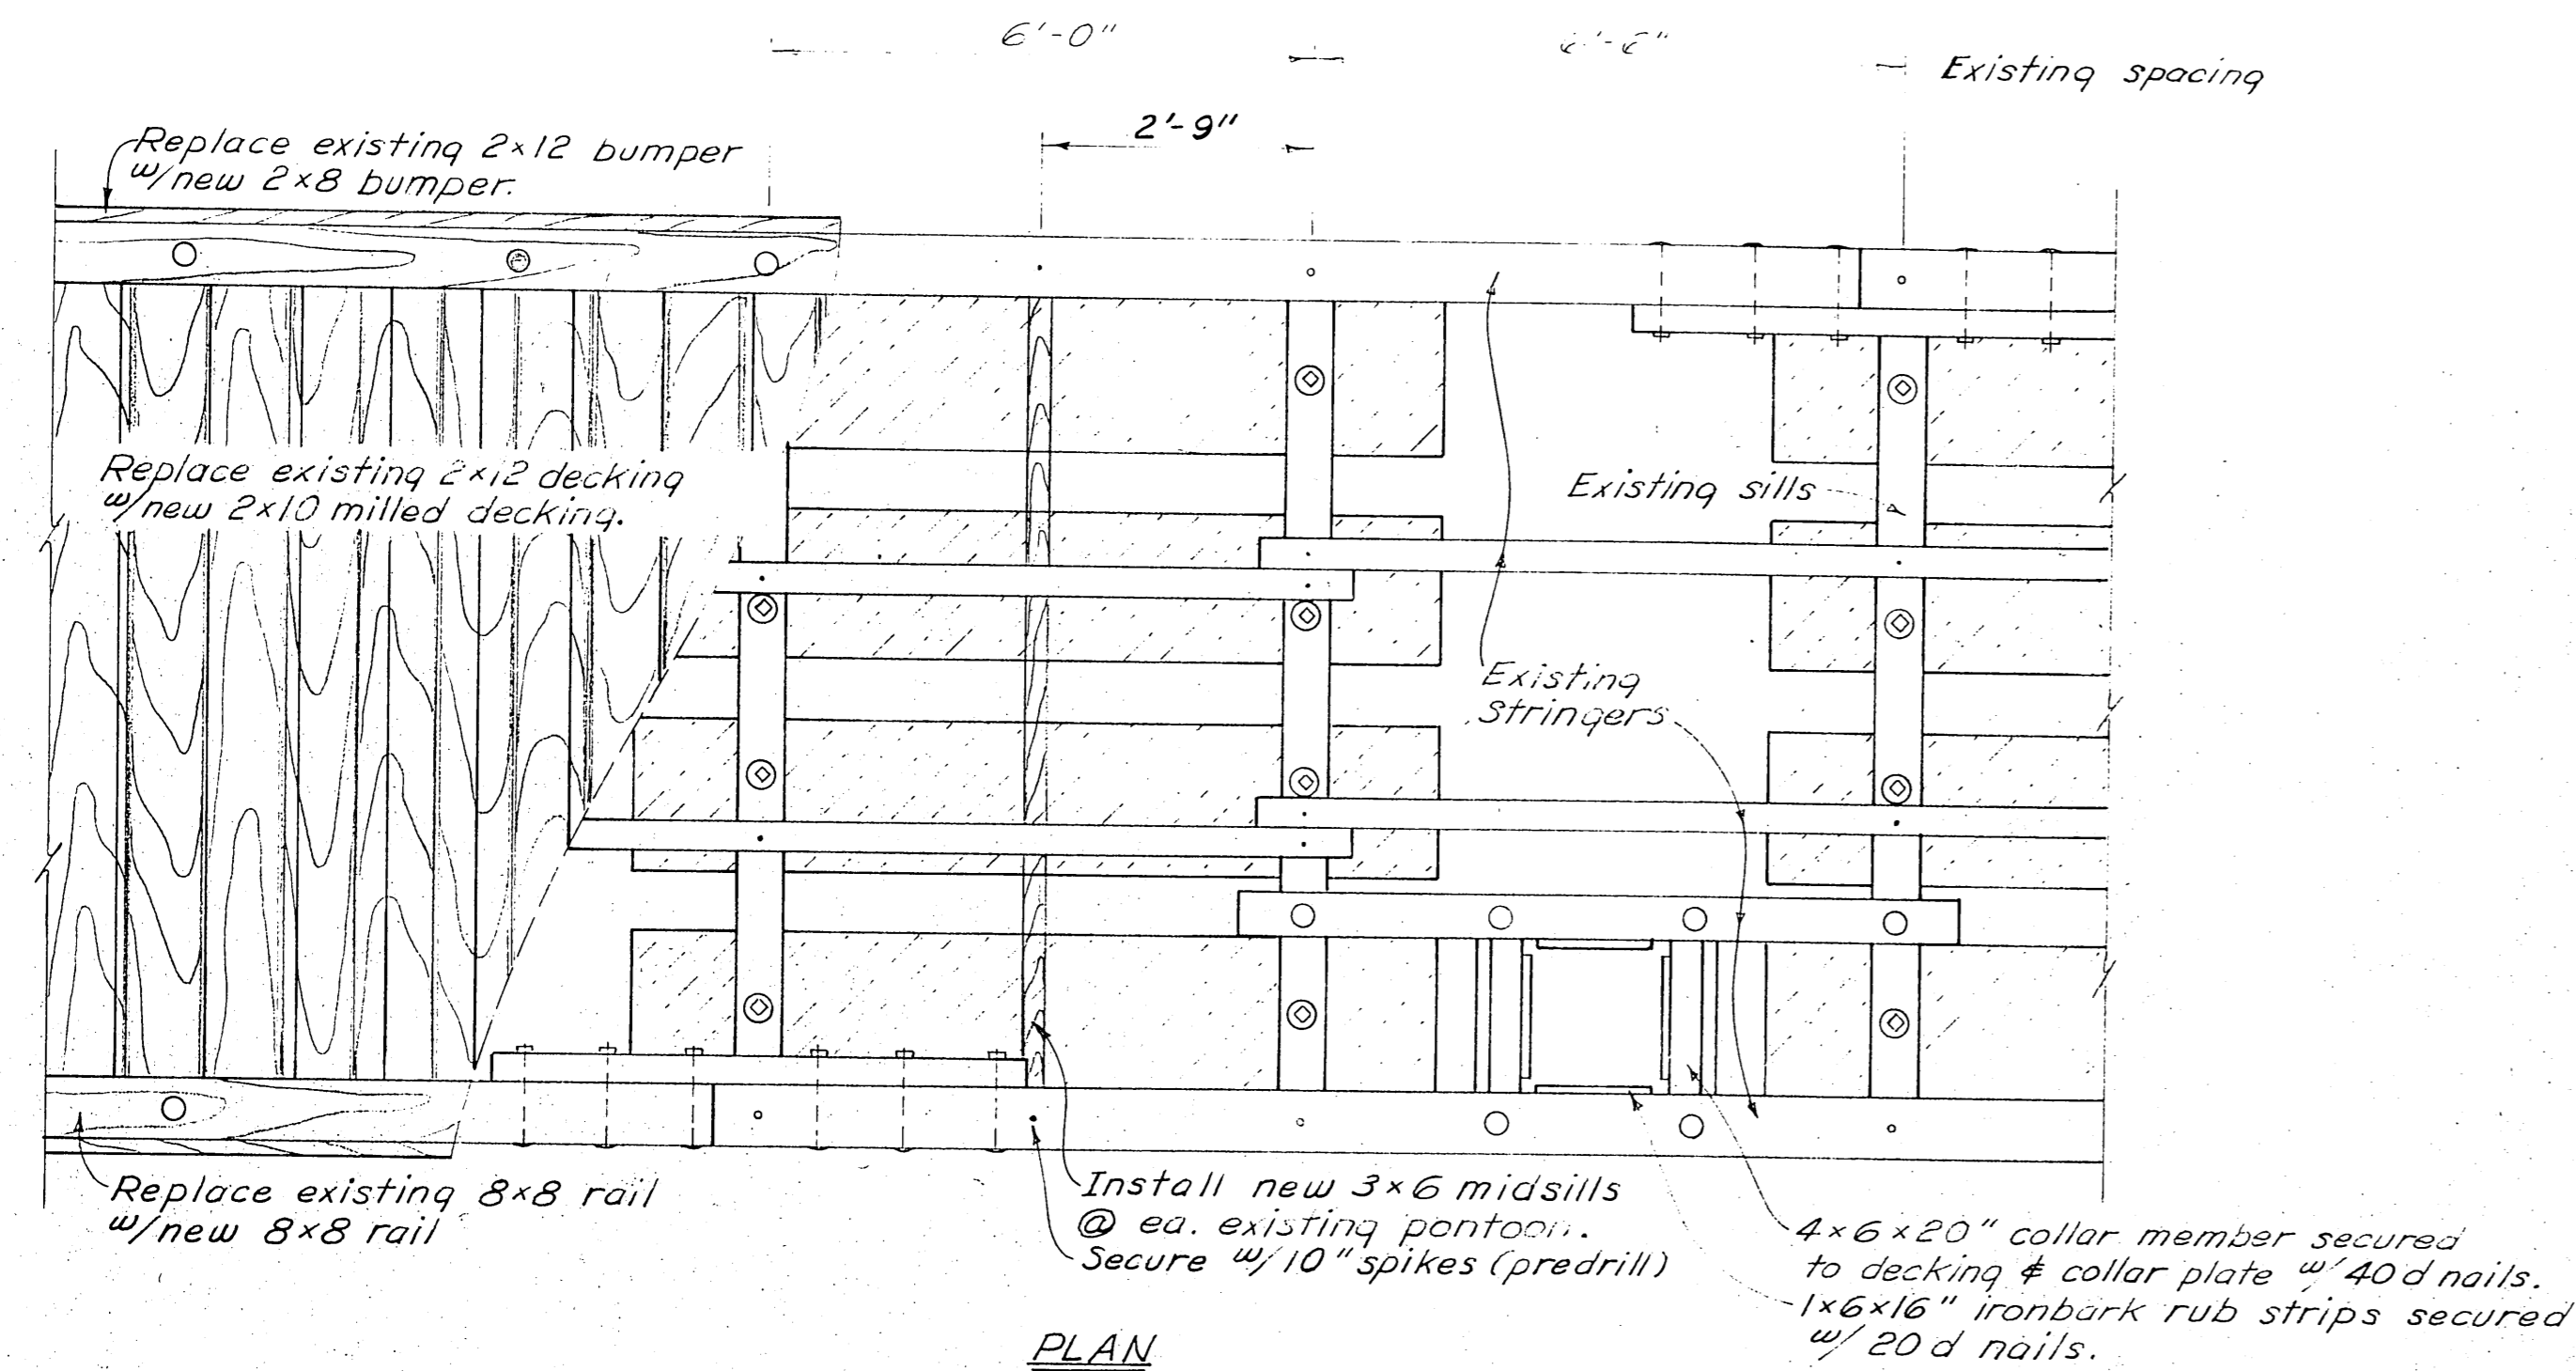 6'-0"
Existing spacing
2'-9"
Replace existing 2×12 bumper
w/new 2×8 bumper.
Replace existing 2×12 decking
w/new 2×10 milled decking.
Existing sills
Existing
Stringers
Replace existing 8×8 rail
w/new 8×8 rail
Install new 3×6 midsills
@ ea. existing pontoon.
Secure w/10" spikes (predrill)
4×6×20" collar member secured
to decking & collar plate w/ 40d nails.
1×6×16" ironbark rub strips secured
w/ 20d nails.
PLAN